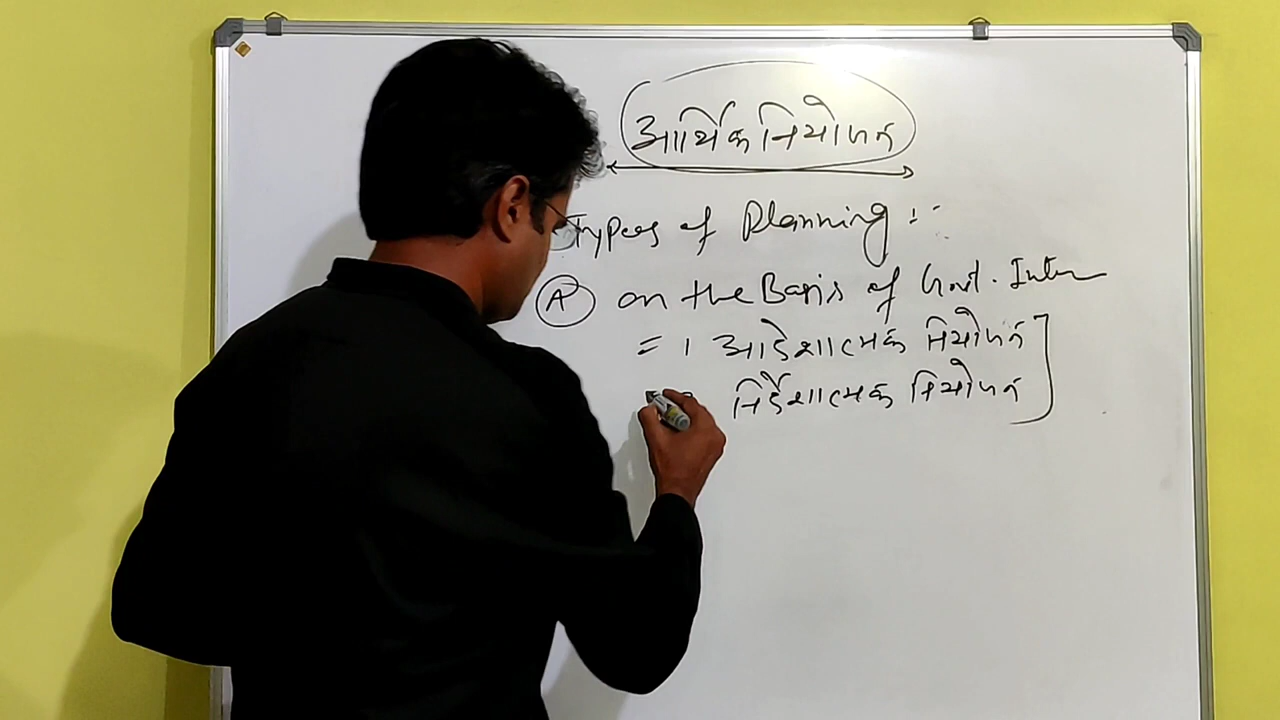 आर्थिक नियोजन
Types of Planning :-
(A) on the Basis of Govt. Inter
= 1 आदेशात्मक नियोजन
निर्देशात्मक नियोजन